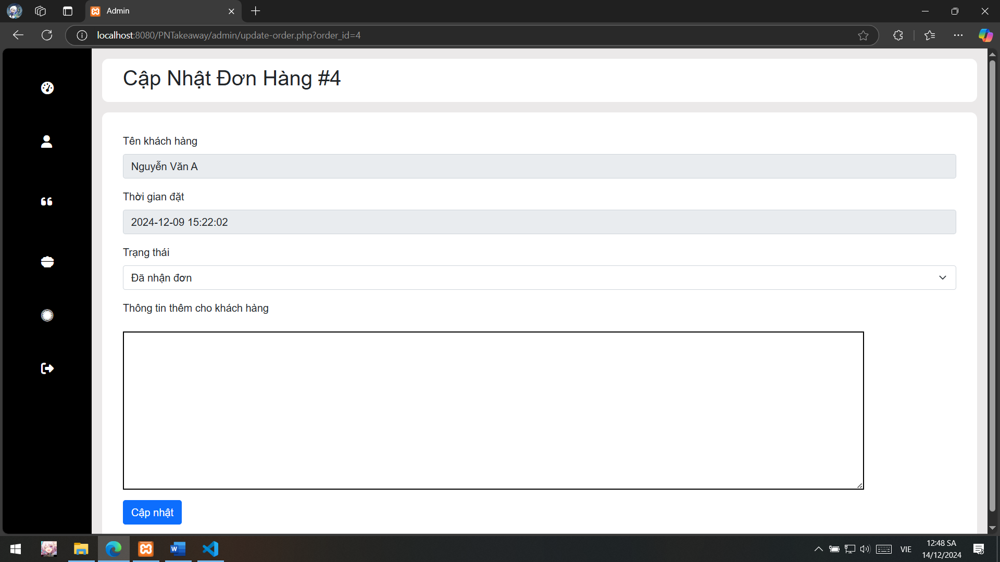 Admin
localhost:8080/PNTakeaway/admin/update-order.php?order_id=4
Cập Nhật Đơn Hàng #4
Tên khách hàng
Nguyễn Văn A
Thời gian đặt
2024-12-09 15:22:02
Trạng thái
Đã nhận đơn
Thông tin thêm cho khách hàng
Cập nhật
VIE
12:48 SA
14/12/2024